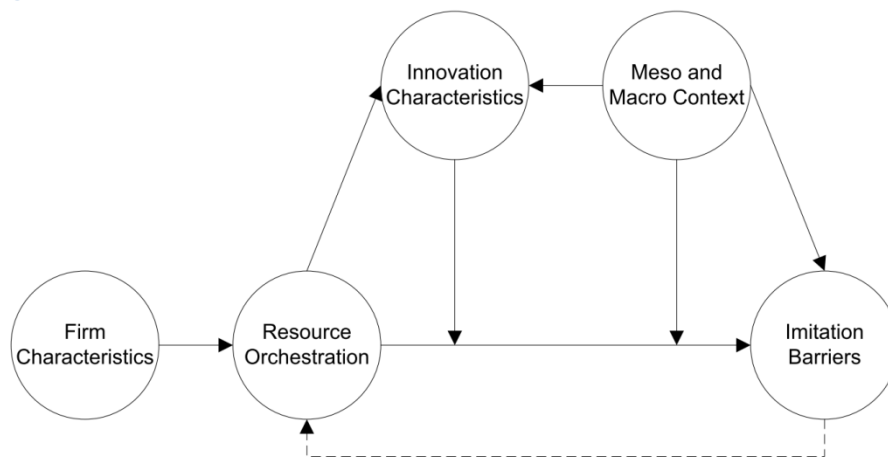 Innovation
Characteristics
Meso and
Macro Context
Firm
Characteristics
Resource
Orchestration
Imitation
Barriers